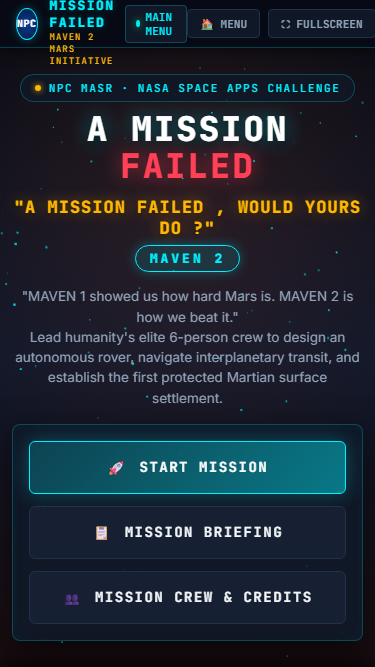 NPC
MISSION
FAILED
MAVEN 2
MARS
INITIATIVE
MAIN
MENU
MENU
FULLSCREEN
NPC MASR · NASA SPACE APPS CHALLENGE
A MISSION
FAILED
"A MISSION FAILED , WOULD YOURS
DO ?"
MAVEN 2
"MAVEN 1 showed us how hard Mars is. MAVEN 2 is
how we beat it."
Lead humanity's elite 6-person crew to design an
autonomous rover, navigate interplanetary transit, and
establish the first protected Martian surface
settlement.
START MISSION
MISSION BRIEFING
MISSION CREW & CREDITS